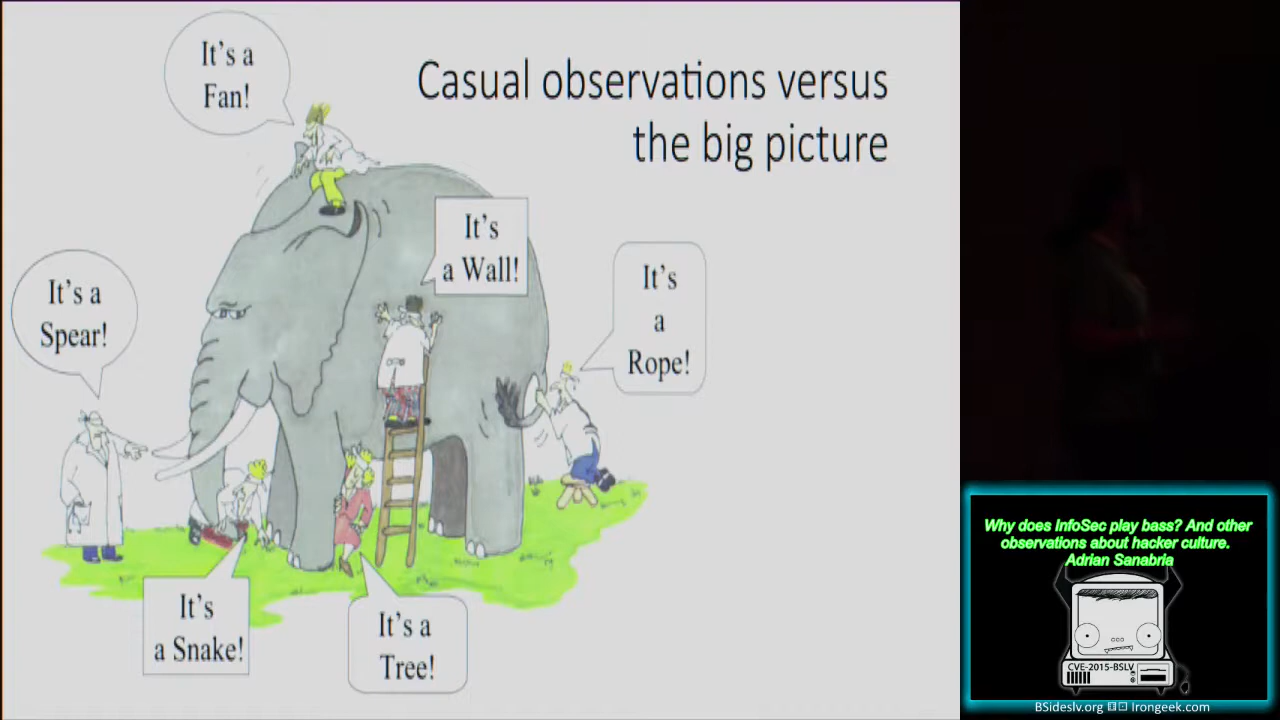 Casual observations versus
the big picture
It's a
Fan!
It's
a Wall!
It's
a
Rope!
It's a
Spear!
It's
a Snake!
It's a
Tree!
Why does InfoSec play bass? And other
observations about hacker culture.
Adrian Sanabria
CVE-2015-BSLV
BSideslv.org
Irongeek.com